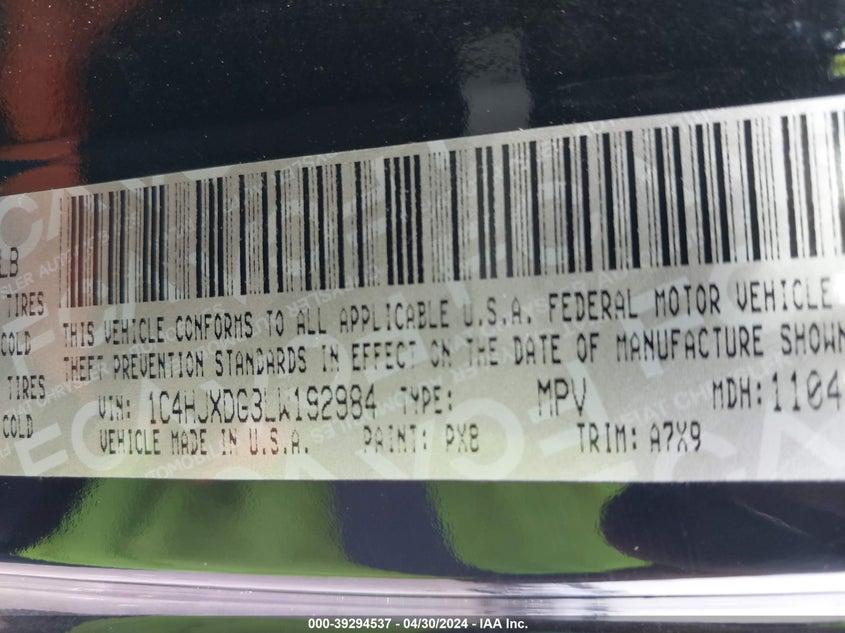 LB
TIRES
COLD
TIRES
COLD
THIS VEHICLE CONFORMS TO ALL APPLICABLE U.S.A. FEDERAL MOTOR VEHICLE
THEFT PREVENTION STANDARDS IN EFFECT ON THE DATE OF MANUFACTURE SHOWN
VIN: 1C4HJXDG3LW192984 TYPE: MPV MDH: 1104
VEHICLE MADE IN U.S.A. PAINT: PX8 TRIM: A7X9
000-39294537 - 04/30/2024 - IAA Inc.